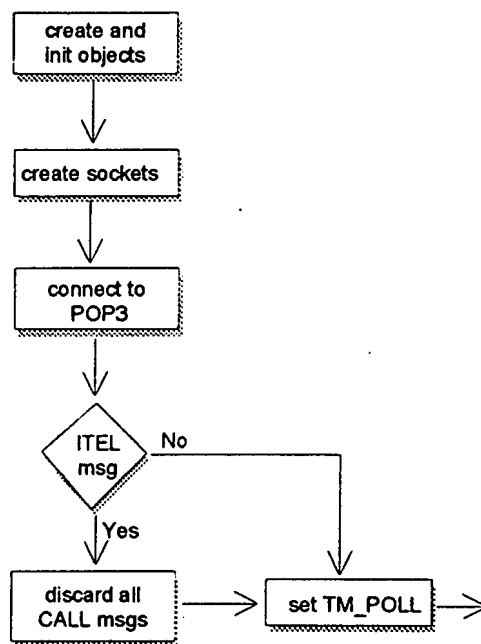 create and
init objects
create sockets
connect to
POP3
ITEL
msg
No
Yes
discard all
CALL msgs
set TM_POLL